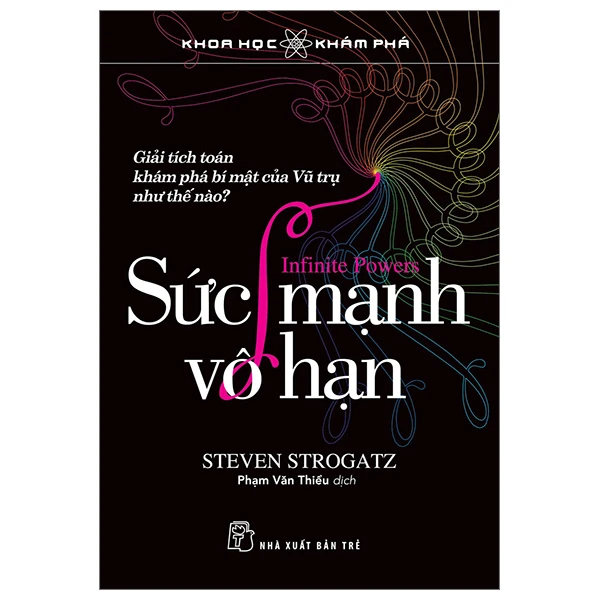 KHOA HỌC KHÁM PHÁ
Giải tích toán
khám phá bí mật của Vũ trụ
như thế nào?
Infinite Powers
Sức mạnh
vô hạn
STEVEN STROGATZ
Phạm Văn Thiều dịch
NHÀ XUẤT BẢN TRẺ